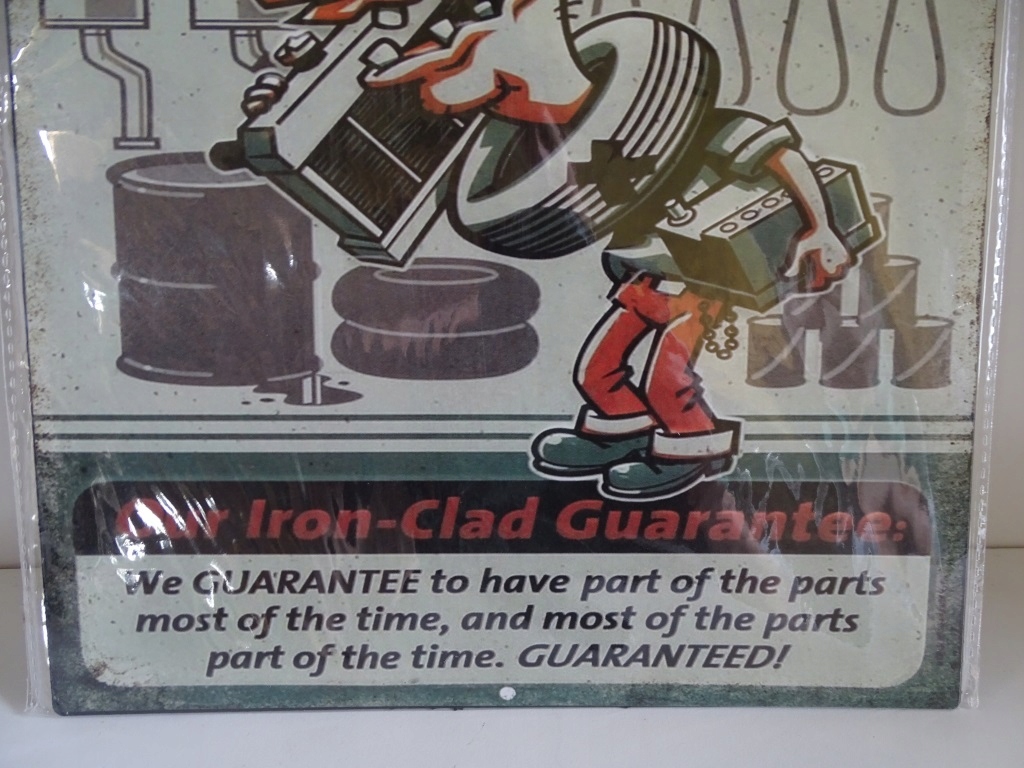 Our Iron-Clad Guarantee:
We GUARANTEE to have part of the parts
most of the time, and most of the parts
part of the time. GUARANTEED!